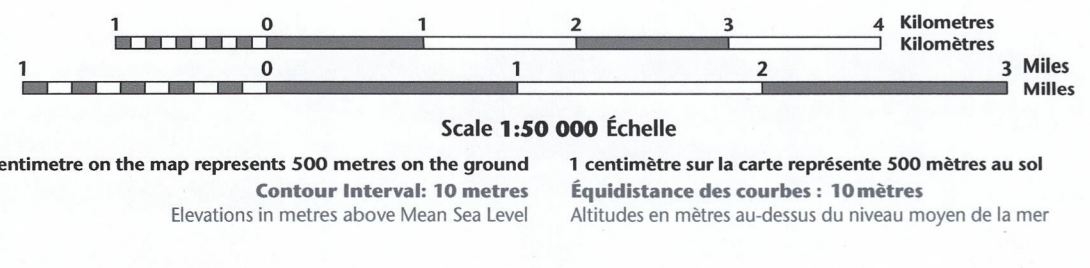 1 0 1 2 3 4 Kilometres
Kilomètres
1 0 1 2 3 Miles
Milles
Scale 1:50 000 Échelle
entimetre on the map represents 500 metres on the ground
1 centimètre sur la carte représente 500 mètres au sol
Contour Interval: 10 metres
Équidistance des courbes : 10 mètres
Elevations in metres above Mean Sea Level
Altitudes en mètres au-dessus du niveau moyen de la mer